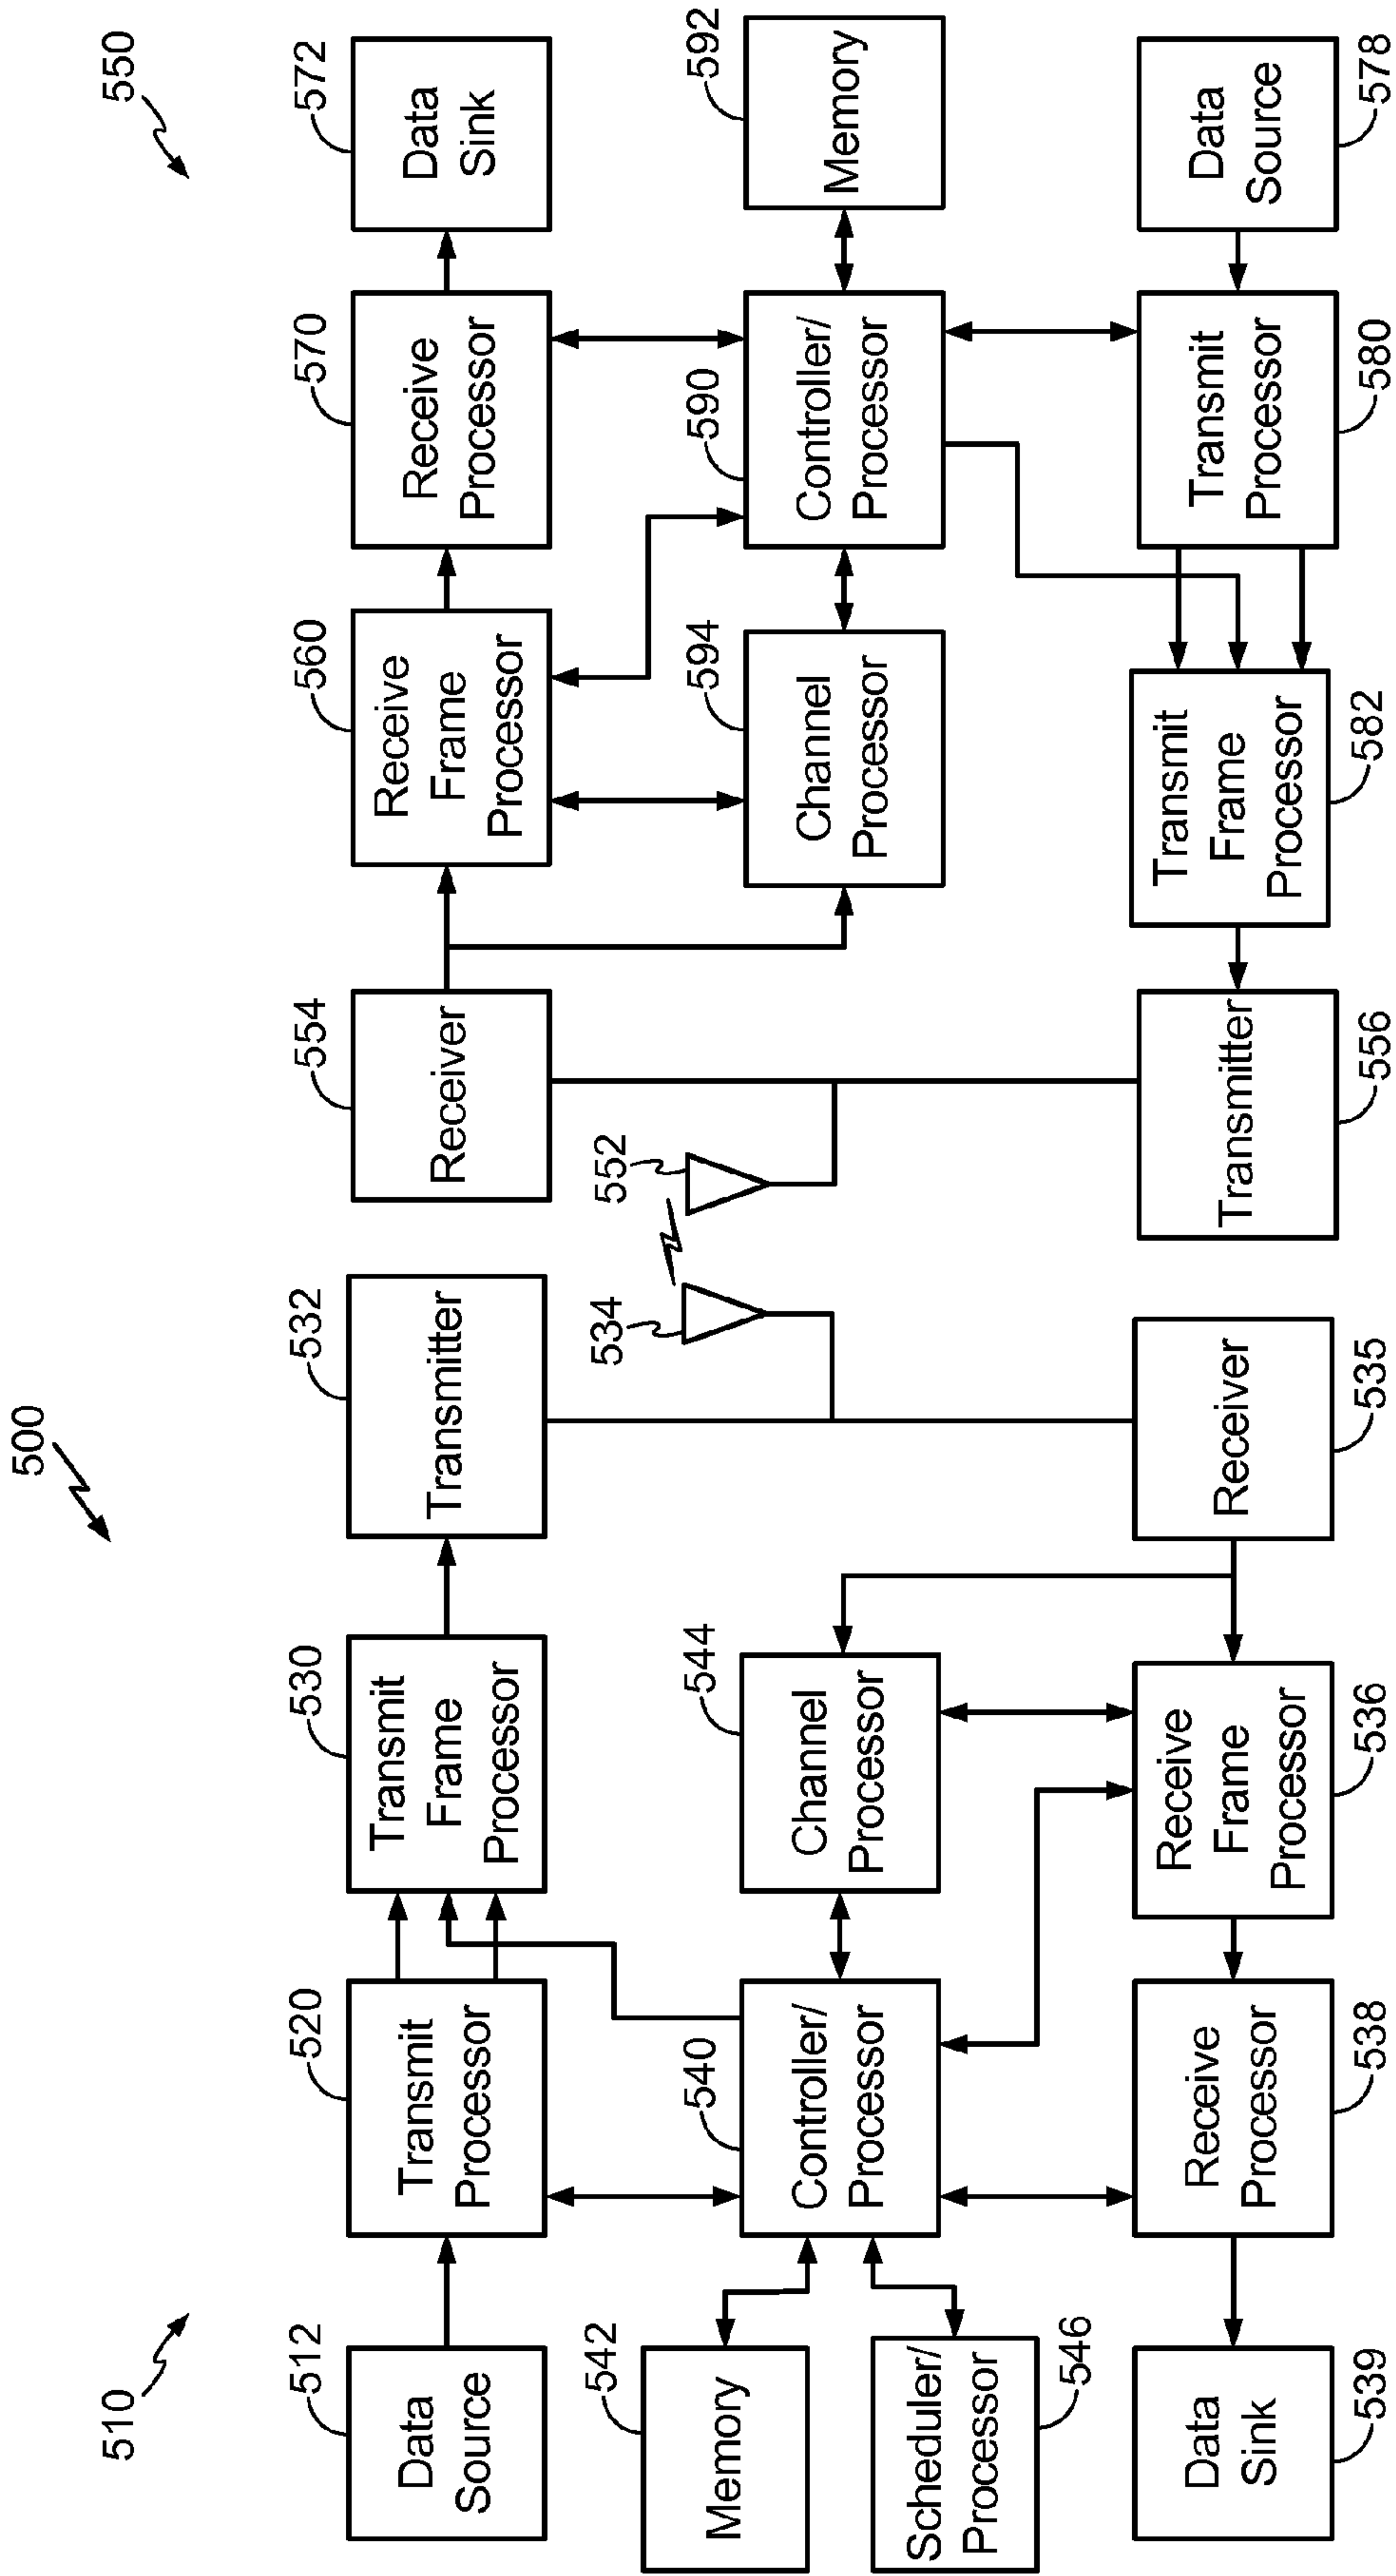 500
510
550
512
Data
Source
520
Transmit
Processor
530
Transmit
Frame
Processor
532
Transmitter
554
Receiver
560
Receive
Frame
Processor
570
Receive
Processor
572
Data
Sink
542
Memory
546
Scheduler/
Processor
540
Controller/
Processor
544
Channel
Processor
534
552
594
Channel
Processor
590
Controller/
Processor
592
Memory
539
Data
Sink
538
Receive
Processor
536
Receive
Frame
Processor
535
Receiver
556
Transmitter
582
Transmit
Frame
Processor
580
Transmit
Processor
578
Data
Source